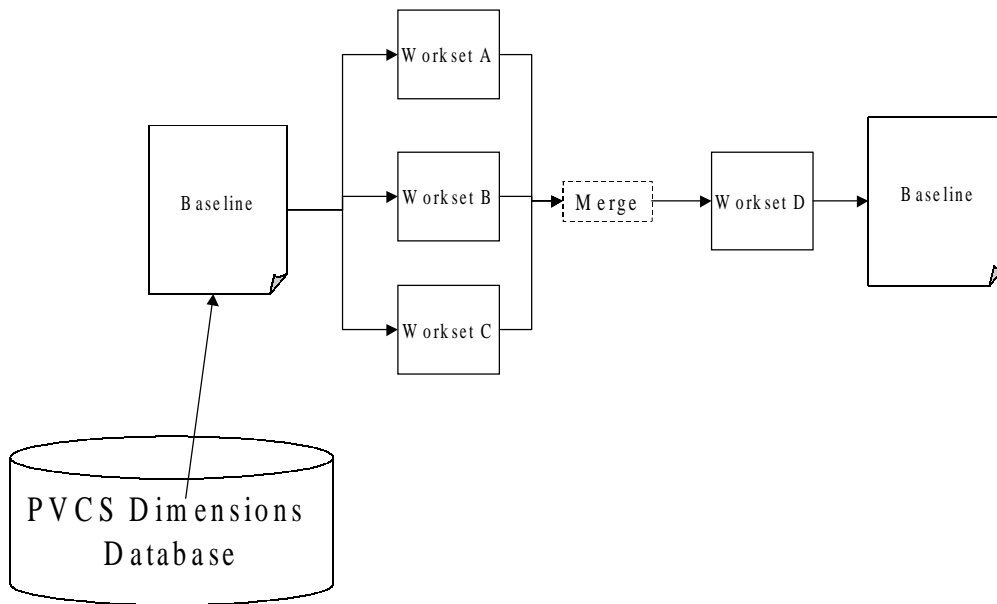 Workset A
Baseline
Workset B
Merge
Workset D
Baseline
Workset C
PVCS Dimensions
Database